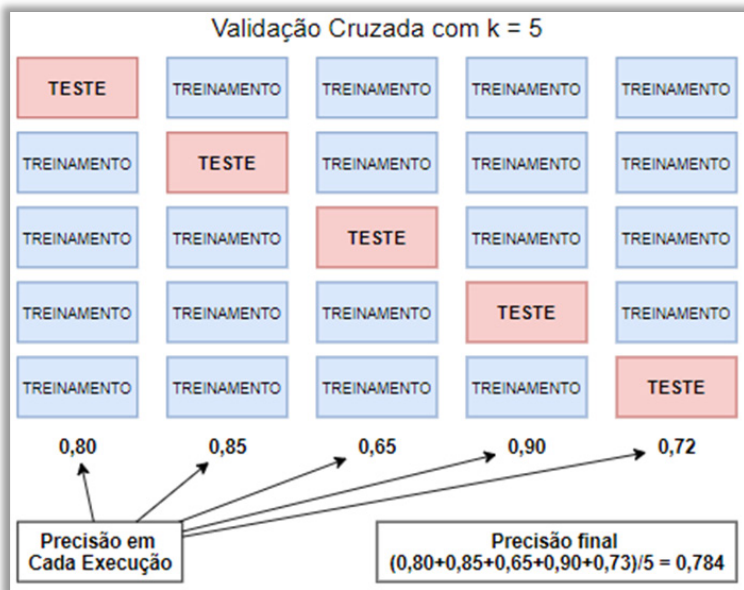 Validação Cruzada com k = 5
TESTE TREINAMENTO TREINAMENTO TREINAMENTO TREINAMENTO
TREINAMENTO TESTE TREINAMENTO TREINAMENTO TREINAMENTO
TREINAMENTO TREINAMENTO TESTE TREINAMENTO TREINAMENTO
TREINAMENTO TREINAMENTO TREINAMENTO TESTE TREINAMENTO
TREINAMENTO TREINAMENTO TREINAMENTO TREINAMENTO TESTE
0,80 0,85 0,65 0,90 0,72
Precisão em
Cada Execução
Precisão final
(0,80+0,85+0,65+0,90+0,73)/5 = 0,784